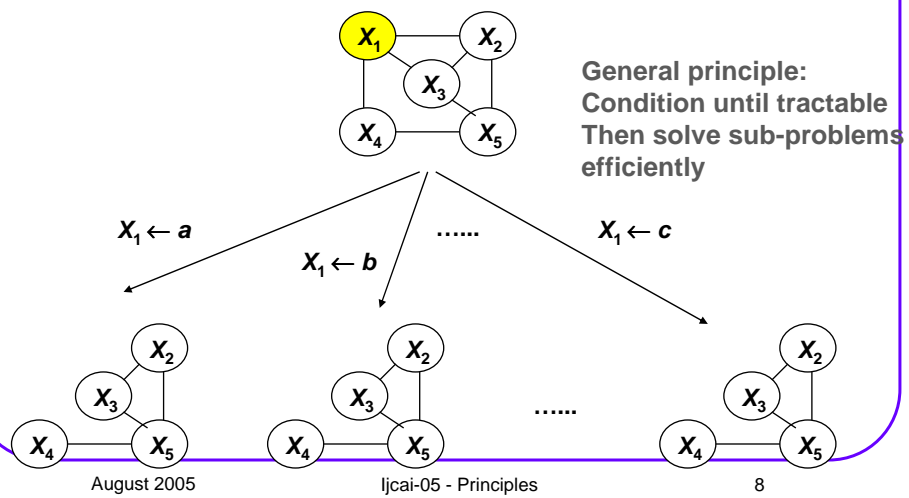 X1 X2
X3
X4 X5
General principle:
Condition until tractable
Then solve sub-problems
efficiently
X1 ← a
X1 ← b
…...
X1 ← c
X2 X2 X2
X3 X3 …... X3
X4 X5 X4 X5 X4 X5
August 2005 Ijcai-05 - Principles 8